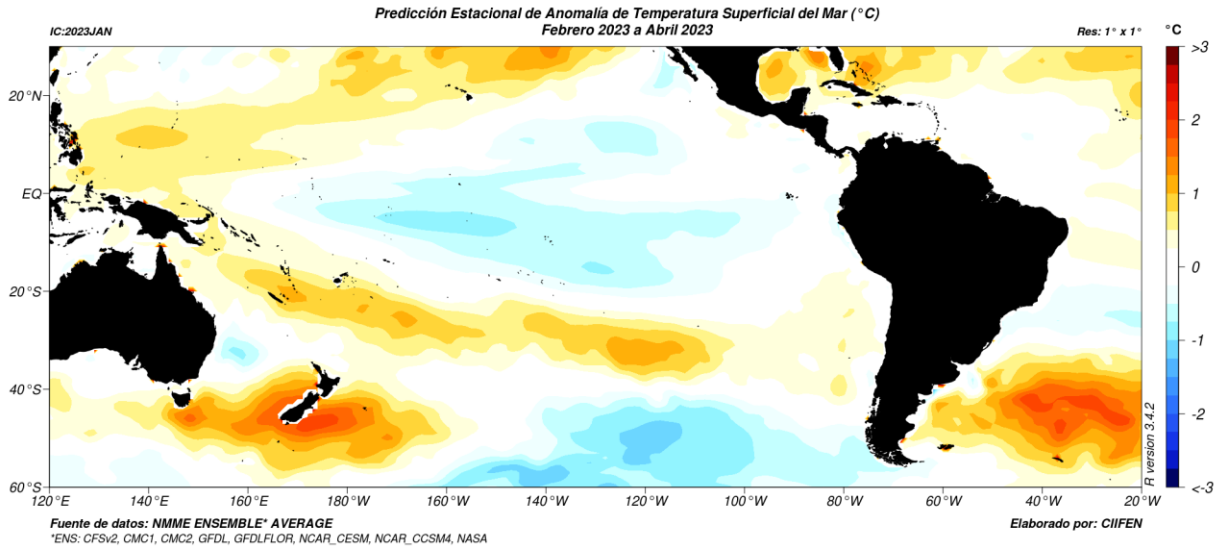 Predicción Estacional de Anomalía de Temperatura Superficial del Mar (°C)
Febrero 2023 a Abril 2023
IC:2023JAN
Res: 1° x 1°
°C
>3
2
1
0
-1
-2
<-3
20°N
EQ
20°S
40°S
60°S
120°E
140°E
160°E
180°W
160°W
140°W
120°W
100°W
80°W
60°W
40°W
20°W
R version 3.4.2
Fuente de datos: NMME ENSEMBLE* AVERAGE
Elaborado por: CIIFEN
*ENS: CFSv2, CMC1, CMC2, GFDL, GFDLFLOR, NCAR_CESM, NCAR_CCSM4, NASA